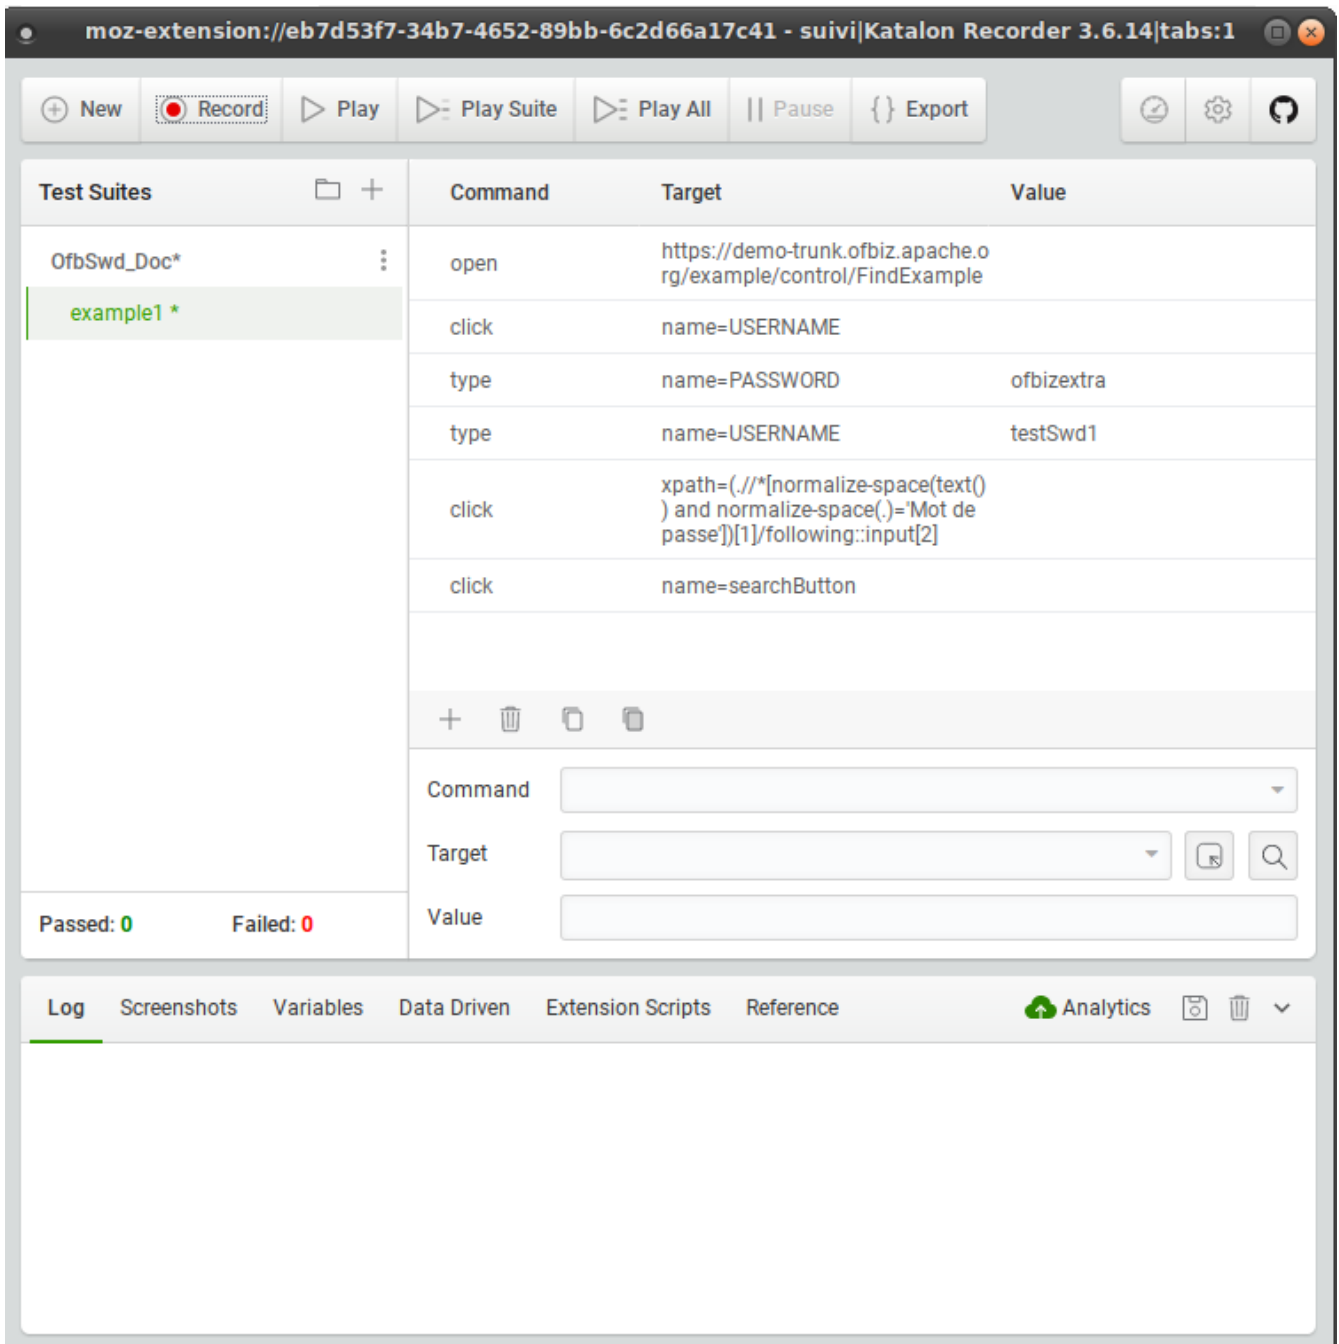 moz-extension://eb7d53f7-34b7-4652-89bb-6c2d66a17c41 - suivi|Katalon Recorder 3.6.14|tabs:1
New Record Play Play Suite Play All Pause Export
Test Suites
Command Target Value
OfbSwd_Doc*
example1 *
open https://demo-trunk.ofbiz.apache.o
rg/example/control/FindExample
click name=USERNAME
type name=PASSWORD ofbizextra
type name=USERNAME testSwd1
click xpath=(.//*[normalize-space(text()
) and normalize-space(.)='Mot de
passe'])[1]/following::input[2]
click name=searchButton
Command
Target
Value
Passed: 0 Failed: 0
Log Screenshots Variables Data Driven Extension Scripts Reference Analytics